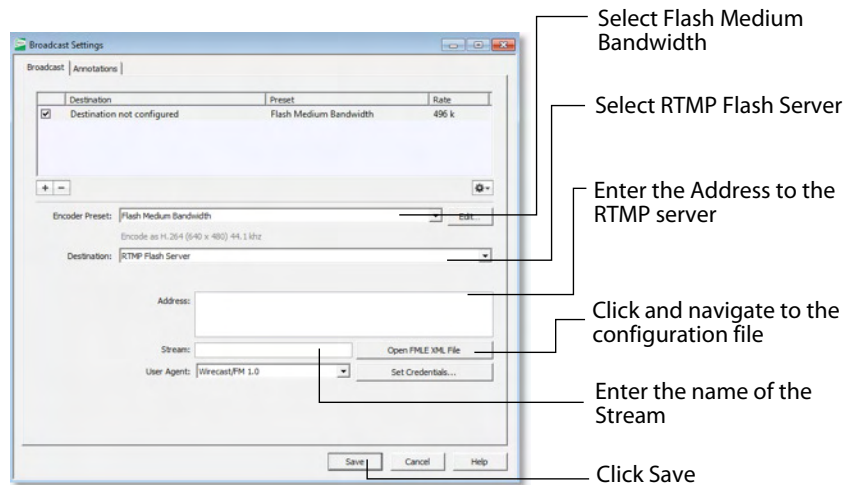 Select Flash Medium
Bandwidth
Broadcast Settings
Broadcast Annotations
Destination Preset Rate
Destination not configured Flash Medium Bandwidth 496 k
Select RTMP Flash Server
+ -
Encoder Preset: Flash Medium Bandwidth Edit...
Encode as H.264 (640 x 480) 44.1 khz
Enter the Address to the
RTMP server
Destination: RTMP Flash Server
Address:
Click and navigate to the
configuration file
Stream: Open FMLE XML File
User Agent: Wirecast/FM 1.0 Set Credentials...
Enter the name of the
Stream
Save Cancel Help
Click Save